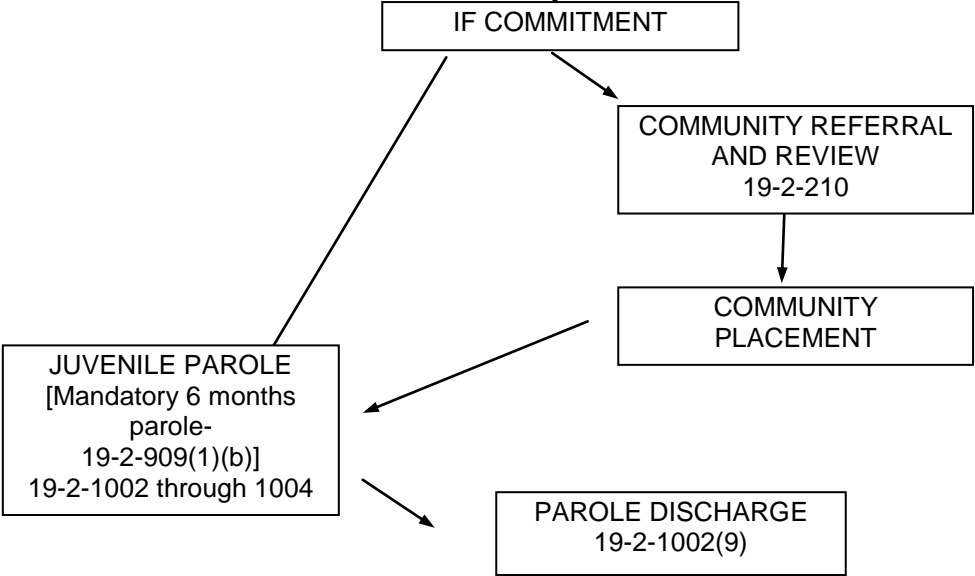 IF COMMITMENT
COMMUNITY REFERRAL
AND REVIEW
19-2-210
COMMUNITY
PLACEMENT
JUVENILE PAROLE
[Mandatory 6 months
parole-
19-2-909(1)(b)]
19-2-1002 through 1004
PAROLE DISCHARGE
19-2-1002(9)